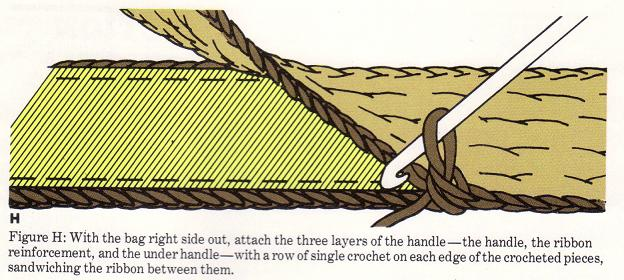 H
Figure H: With the bag right side out, attach the three layers of the handle—the handle, the ribbon
reinforcement, and the under handle—with a row of single crochet on each edge of the crocheted pieces,
sandwiching the ribbon between them.